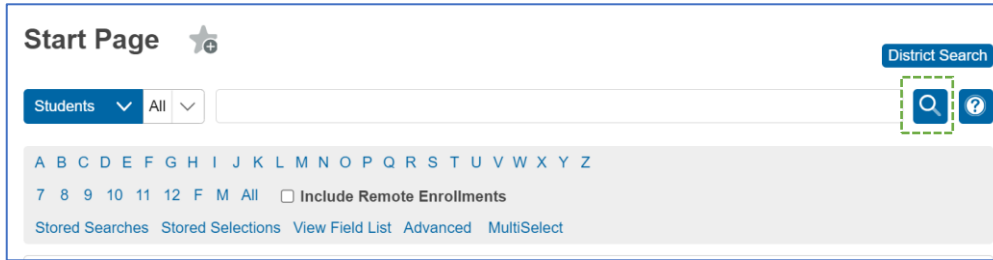 Start Page
District Search
Students All
A B C D E F G H I J K L M N O P Q R S T U V W X Y Z
7 8 9 10 11 12 F M All Include Remote Enrollments
Stored Searches Stored Selections View Field List Advanced MultiSelect